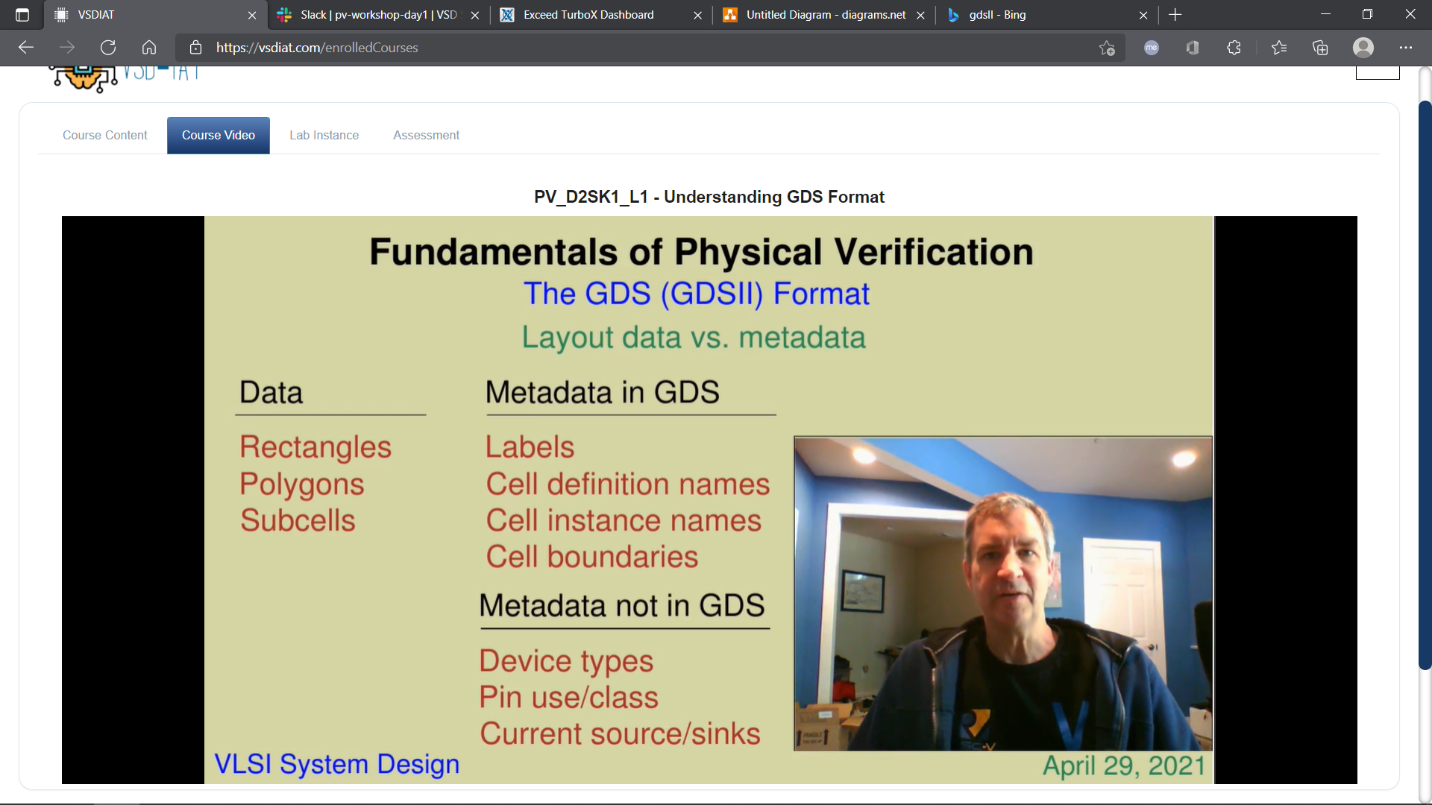 VSDIAT
Slack | pv-workshop-day1 | VSD
Exceed TurboX Dashboard
Untitled Diagram - diagrams.net
gdsII - Bing
https://vsdiat.com/enrolledCourses
me
VSD-IAT
Course Content
Course Video
Lab Instance
Assessment
PV_D2SK1_L1 - Understanding GDS Format
Fundamentals of Physical Verification
The GDS (GDSII) Format
Layout data vs. metadata
Data
Rectangles
Polygons
Subcells
Metadata in GDS
Labels
Cell definition names
Cell instance names
Cell boundaries
Metadata not in GDS
Device types
Pin use/class
Current source/sinks
VLSI System Design
April 29, 2021